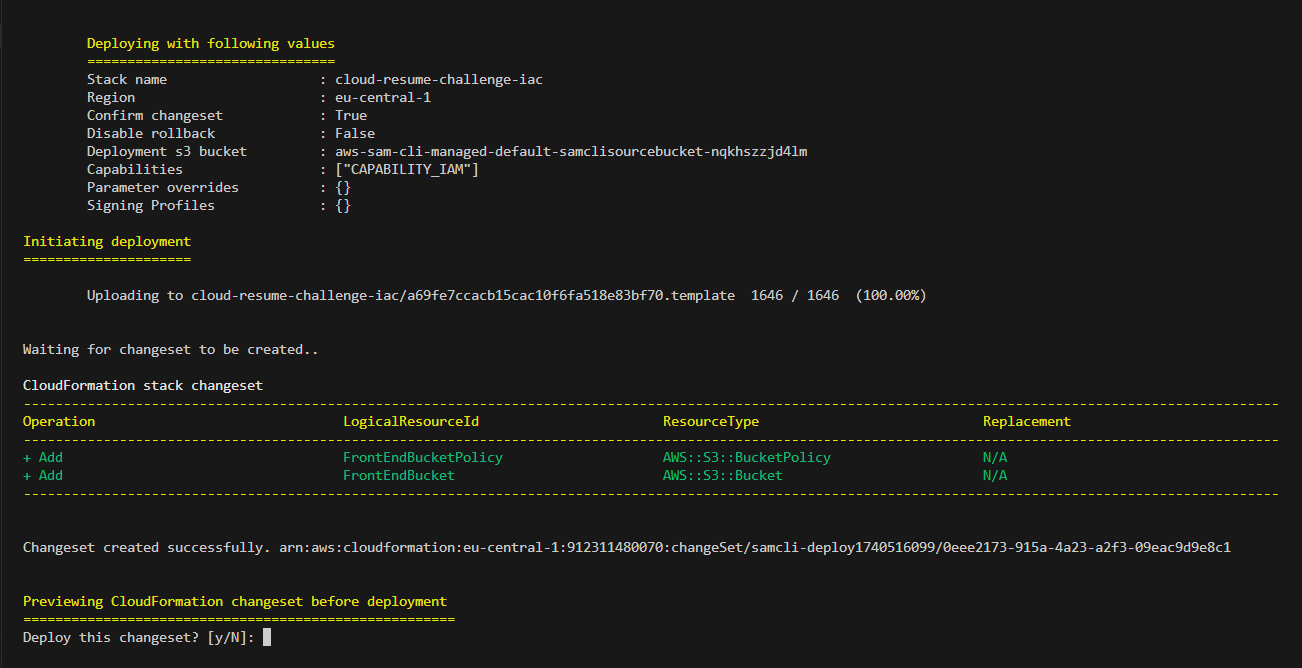 Deploying with following values
===============================
Stack name : cloud-resume-challenge-iac
Region : eu-central-1
Confirm changeset : True
Disable rollback : False
Deployment s3 bucket : aws-sam-cli-managed-default-samclisourcebucket-nqkhszzjd4lm
Capabilities : ["CAPABILITY_IAM"]
Parameter overrides : {}
Signing Profiles : {}
Initiating deployment
=====================
Uploading to cloud-resume-challenge-iac/a69fe7ccacb15cac10f6fa518e83bf70.template 1646 / 1646 (100.00%)
Waiting for changeset to be created..
CloudFormation stack changeset
-------------------------------------------------------------------------------------------------------------------------------------------------------------
Operation LogicalResourceId ResourceType Replacement
-------------------------------------------------------------------------------------------------------------------------------------------------------------
+ Add FrontEndBucketPolicy AWS::S3::BucketPolicy N/A
+ Add FrontEndBucket AWS::S3::Bucket N/A
-------------------------------------------------------------------------------------------------------------------------------------------------------------
Changeset created successfully. arn:aws:cloudformation:eu-central-1:912311480070:changeSet/samcli-deploy1740516099/0eee2173-915a-4a23-a2f3-09eac9d9e8c1
Previewing CloudFormation changeset before deployment
======================================================
Deploy this changeset? [y/N]: